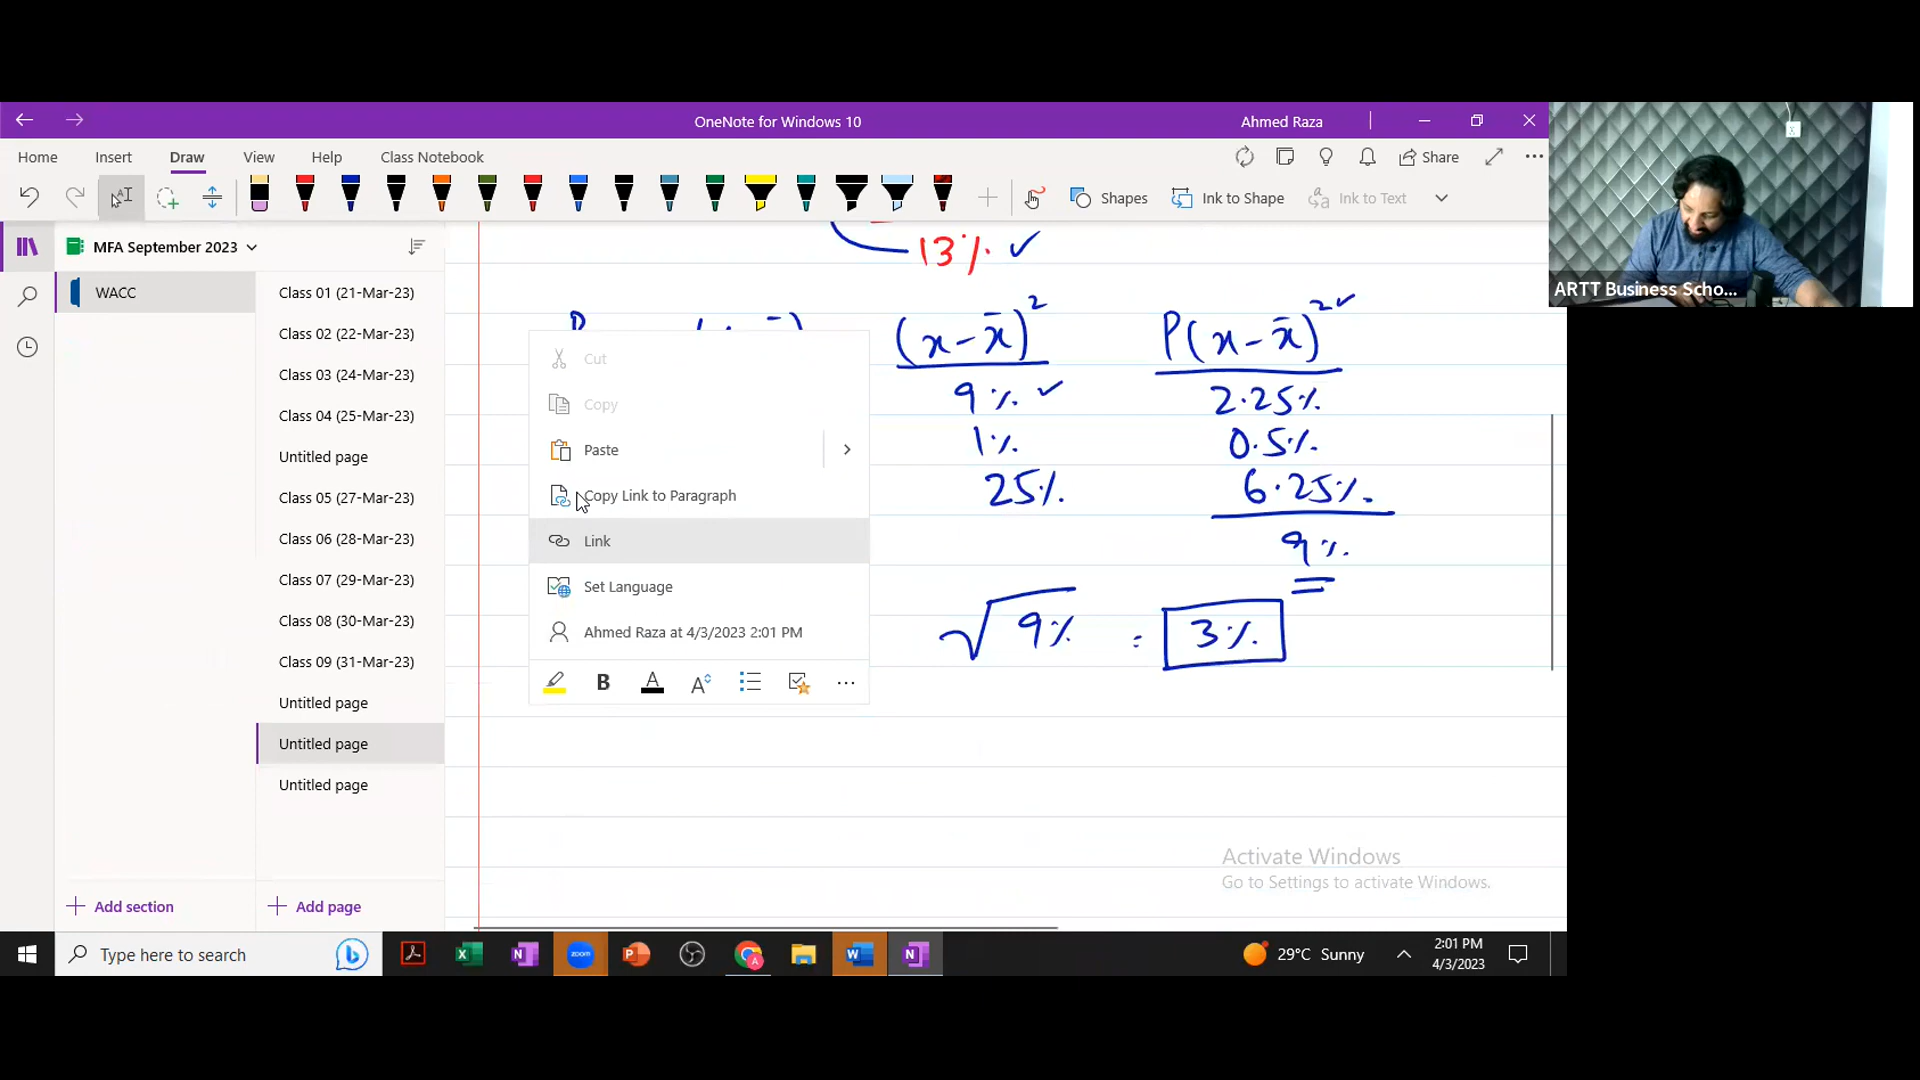 OneNote for Windows 10
Ahmed Raza
Home Insert Draw View Help Class Notebook
Share
Shapes
Ink to Shape
Ink to Text
MFA September 2023
WACC
Class 01 (21-Mar-23)
Class 02 (22-Mar-23)
Class 03 (24-Mar-23)
Class 04 (25-Mar-23)
Untitled page
Class 05 (27-Mar-23)
Class 06 (28-Mar-23)
Class 07 (29-Mar-23)
Class 08 (30-Mar-23)
Class 09 (31-Mar-23)
Untitled page
Untitled page
Untitled page
Add section
Add page
13%. ✓
(x-x̄)²
9%. ✓
1%.
25%.
P(x-x̄)² ✓
2.25%.
0.5%.
6.25%.
9%.
√9% = 3%.
Cut
Copy
Paste
Copy Link to Paragraph
Link
Set Language
Ahmed Raza at 4/3/2023 2:01 PM
B A A
ARTT Business Scho...
Activate Windows
Go to Settings to activate Windows.
Type here to search
zoom
29°C Sunny
2:01 PM
4/3/2023